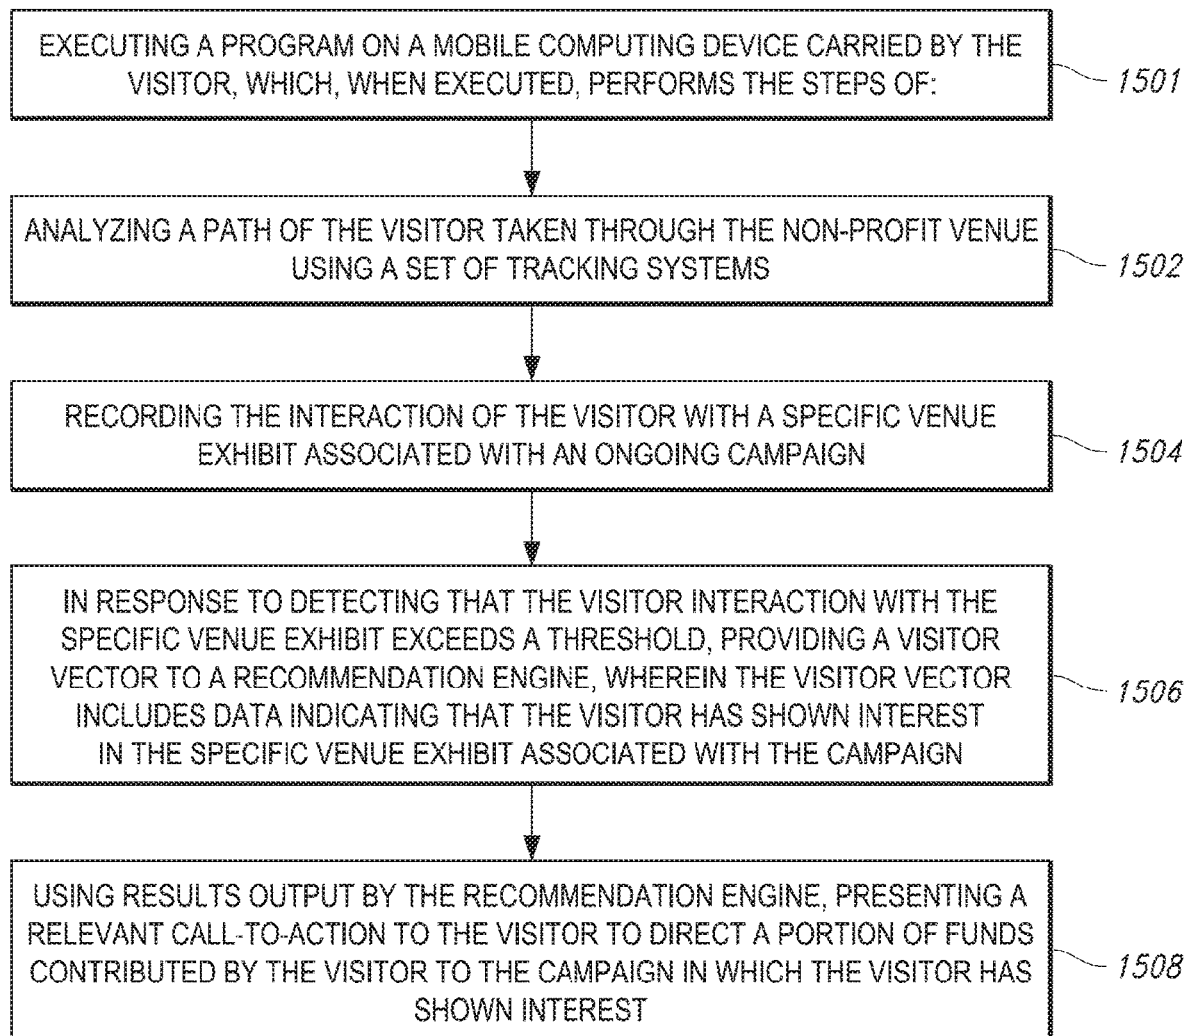 EXECUTING A PROGRAM ON A MOBILE COMPUTING DEVICE CARRIED BY THE
VISITOR, WHICH, WHEN EXECUTED, PERFORMS THE STEPS OF:
1501
ANALYZING A PATH OF THE VISITOR TAKEN THROUGH THE NON-PROFIT VENUE
USING A SET OF TRACKING SYSTEMS
1502
RECORDING THE INTERACTION OF THE VISITOR WITH A SPECIFIC VENUE
EXHIBIT ASSOCIATED WITH AN ONGOING CAMPAIGN
1504
IN RESPONSE TO DETECTING THAT THE VISITOR INTERACTION WITH THE
SPECIFIC VENUE EXHIBIT EXCEEDS A THRESHOLD, PROVIDING A VISITOR
VECTOR TO A RECOMMENDATION ENGINE, WHEREIN THE VISITOR VECTOR
INCLUDES DATA INDICATING THAT THE VISITOR HAS SHOWN INTEREST
IN THE SPECIFIC VENUE EXHIBIT ASSOCIATED WITH THE CAMPAIGN
1506
USING RESULTS OUTPUT BY THE RECOMMENDATION ENGINE, PRESENTING A
RELEVANT CALL-TO-ACTION TO THE VISITOR TO DIRECT A PORTION OF FUNDS
CONTRIBUTED BY THE VISITOR TO THE CAMPAIGN IN WHICH THE VISITOR HAS
SHOWN INTEREST
1508